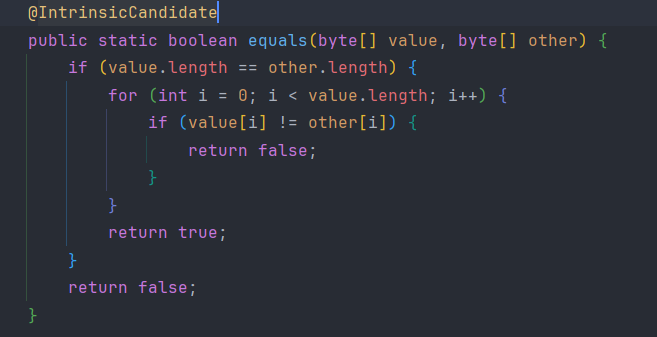 @IntrinsicCandidate
public static boolean equals(byte[] value, byte[] other) {
    if (value.length == other.length) {
        for (int i = 0; i < value.length; i++) {
            if (value[i] != other[i]) {
                return false;
            }
        }
        return true;
    }
    return false;
}